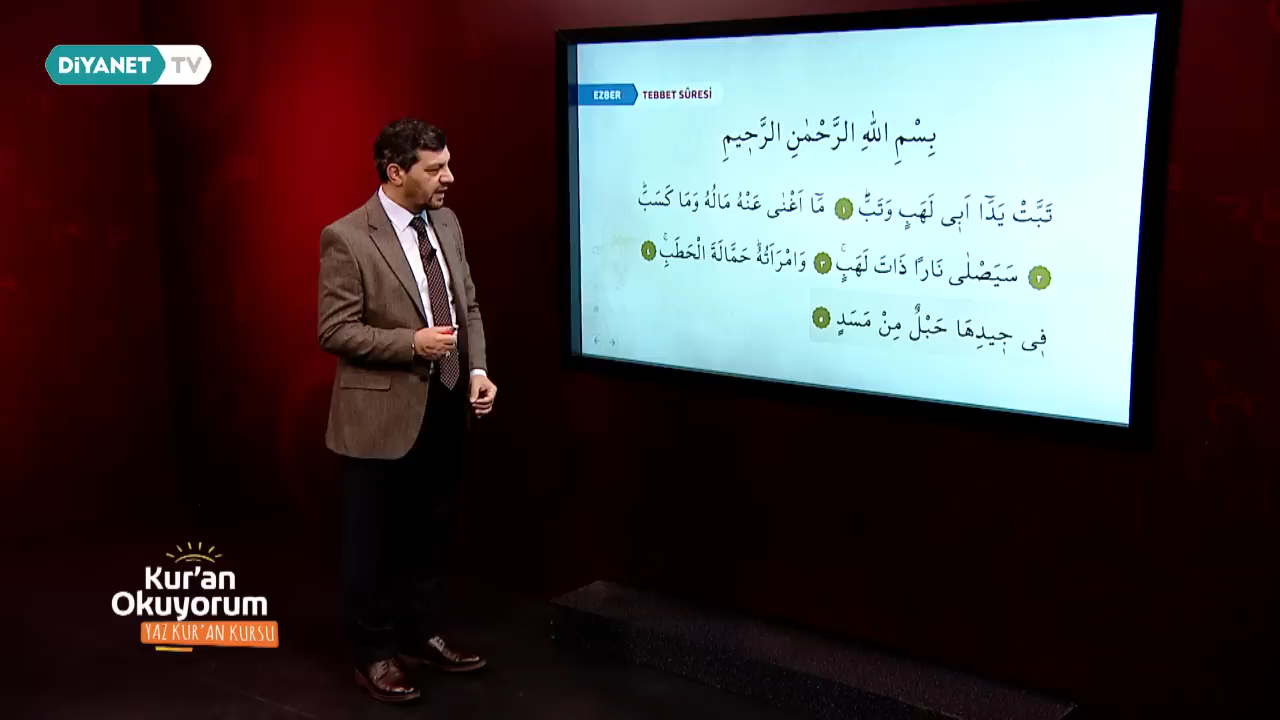 DİYANET TV
EZBER TEBBET SÛRESİ
بِسْمِ اللّٰهِ الرَّحْمٰنِ الرَّح۪يمِ
تَبَّتْ يَدَٓا اَب۪ي لَهَبٍ وَتَبَّۜ ﴿١﴾ مَٓا اَغْنٰى عَنْهُ مَالُهُ وَمَا كَسَبَۜ
﴿٢﴾ سَيَصْلٰى نَاراً ذَاتَ لَهَبٍۚ ﴿٣﴾ وَامْرَاَتُهُۜ حَمَّالَةَ الْحَطَبِۚ ﴿٤﴾
ف۪ي ج۪يدِهَا حَبْلٌ مِنْ مَسَدٍ ﴿٥﴾
Kur'an
Okuyorum
YAZ KUR'AN KURSU